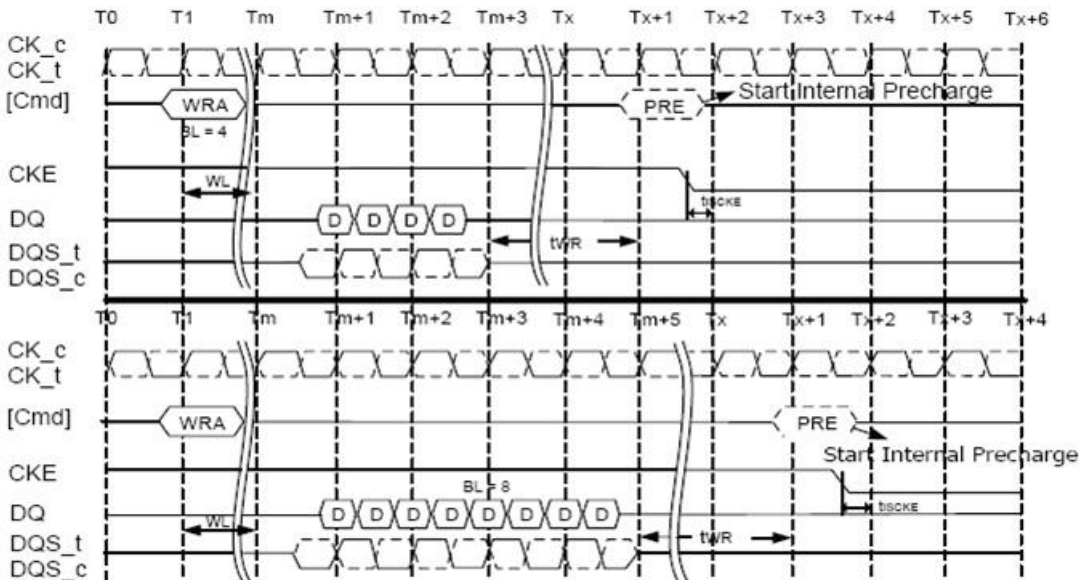 T0 T1 Tm Tm+1 Tm+2 Tm+3 Tx Tx+1 Tx+2 Tx+3 Tx+4 Tx+5 Tx+6
CK_c
CK_t
[Cmd] WRA PRE Start Internal Precharge
BL = 4
CKE
WL tISCKE
DQ D D D D
tWR
DQS_t
DQS_c
T0 T1 Tm Tm+1 Tm+2 Tm+3 Tm+4 Tm+5 Tx Tx+1 Tx+2 Tx+3 Tx+4
CK_c
CK_t
[Cmd] WRA PRE
Start Internal Precharge
CKE
BL = 8
DQ D D D D D D D D tISCKE
WL
tWR
DQS_t
DQS_c